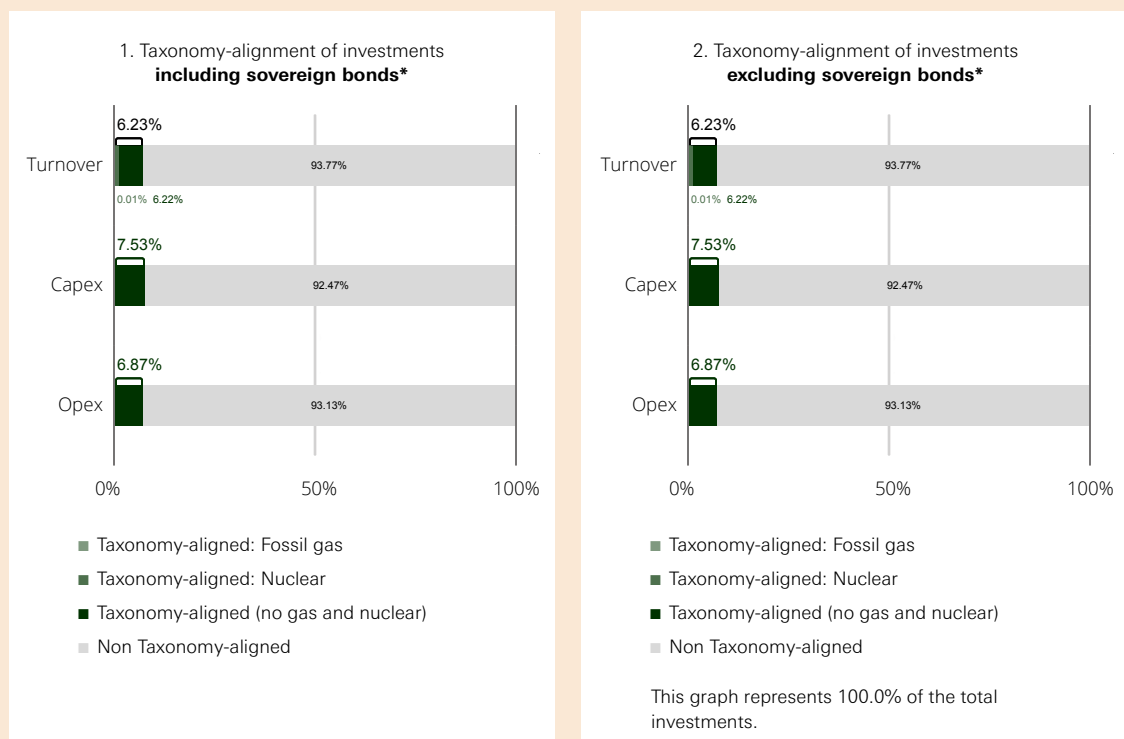 1. Taxonomy-alignment of investments
including sovereign bonds*
6.23%
Turnover
93.77%
0.01% 6.22%
7.53%
Capex
92.47%
6.87%
Opex
93.13%
0% 50% 100%
Taxonomy-aligned: Fossil gas
Taxonomy-aligned: Nuclear
Taxonomy-aligned (no gas and nuclear)
Non Taxonomy-aligned
2. Taxonomy-alignment of investments
excluding sovereign bonds*
6.23%
Turnover
93.77%
0.01% 6.22%
7.53%
Capex
92.47%
6.87%
Opex
93.13%
0% 50% 100%
Taxonomy-aligned: Fossil gas
Taxonomy-aligned: Nuclear
Taxonomy-aligned (no gas and nuclear)
Non Taxonomy-aligned
This graph represents 100.0% of the total
investments.